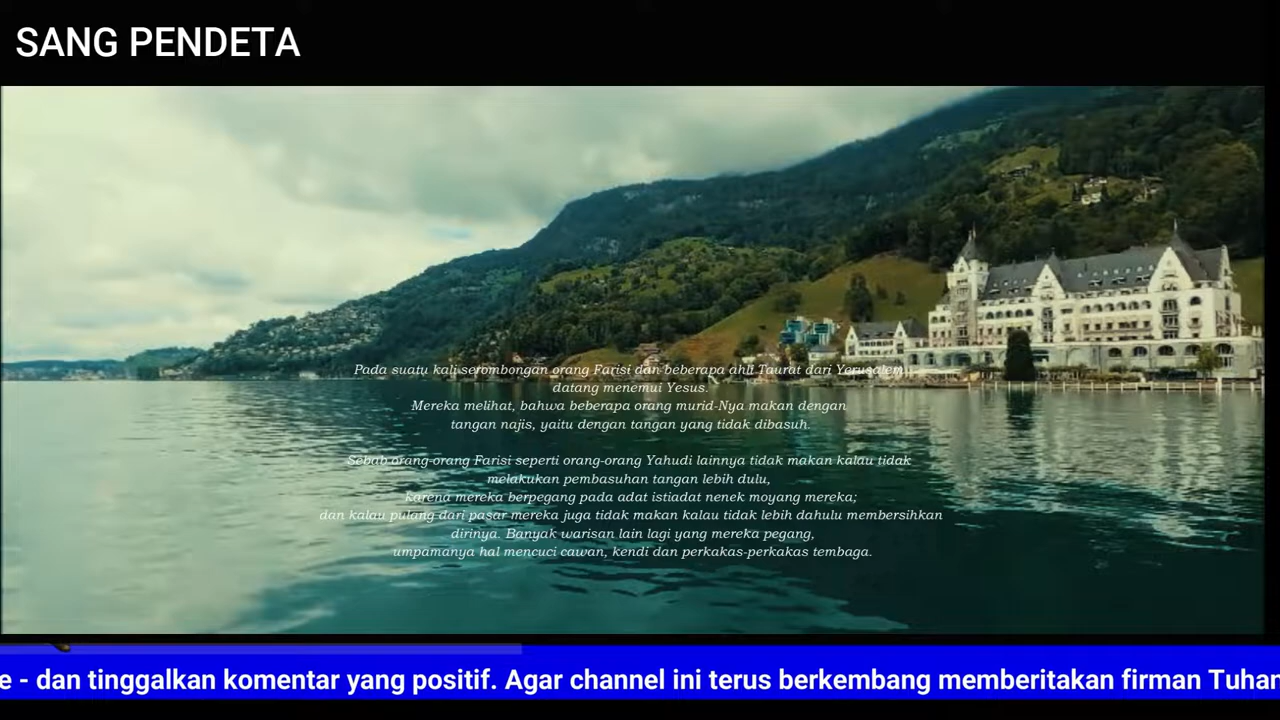 SANG PENDETA
Pada suatu kali serombongan orang Farisi dan beberapa ahli Taurat dari Yerusalem
datang menemui Yesus.
Mereka melihat, bahwa beberapa orang murid-Nya makan dengan
tangan najis, yaitu dengan tangan yang tidak dibasuh.
Sebab orang-orang Farisi seperti orang-orang Yahudi lainnya tidak makan kalau tidak
melakukan pembasuhan tangan lebih dulu,
karena mereka berpegang pada adat istiadat nenek moyang mereka;
dan kalau pulang dari pasar mereka juga tidak makan kalau tidak lebih dahulu membersihkan
dirinya. Banyak warisan lain lagi yang mereka pegang,
umpamanya hal mencuci cawan, kendi dan perkakas-perkakas tembaga.
e - dan tinggalkan komentar yang positif. Agar channel ini terus berkembang memberitakan firman Tuhan